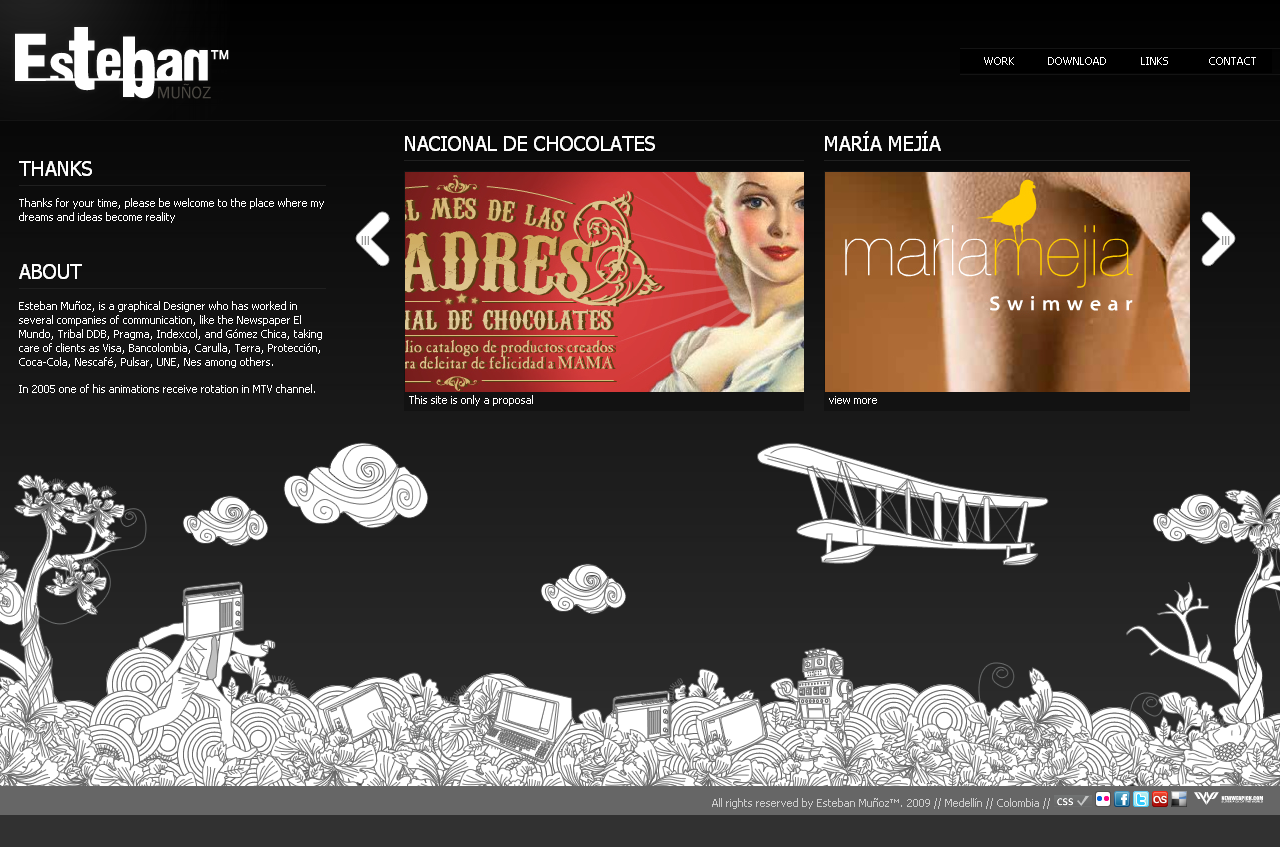 Esteban™
MUÑOZ
WORK
DOWNLOAD
LINKS
CONTACT
THANKS
Thanks for your time, please be welcome to the place where my
dreams and ideas become reality
ABOUT
Esteban Muñoz, is a graphical Designer who has worked in
several companies of communication, like the Newspaper El
Mundo, Tribal DDB, Pragma, Indexcol, and Gómez Chica, taking
care of clients as Visa, Bancolombia, Carulla, Terra, Protección,
Coca-Cola, Nescafé, Pulsar, UNE, Nes among others.
In 2005 one of his animations receive rotation in MTV channel.
NACIONAL DE CHOCOLATES
L MES DE LAS
ADRES
IAL DE CHOCOLATES
lio catalogo de productos creados
ra deleitar de felicidad a MAMA
This site is only a proposal
MARÍA MEJÍA
mariamejia
Swimwear
view more
All rights reserved by Esteban Muñoz™. 2009 // Medellín // Colombia //
CSS